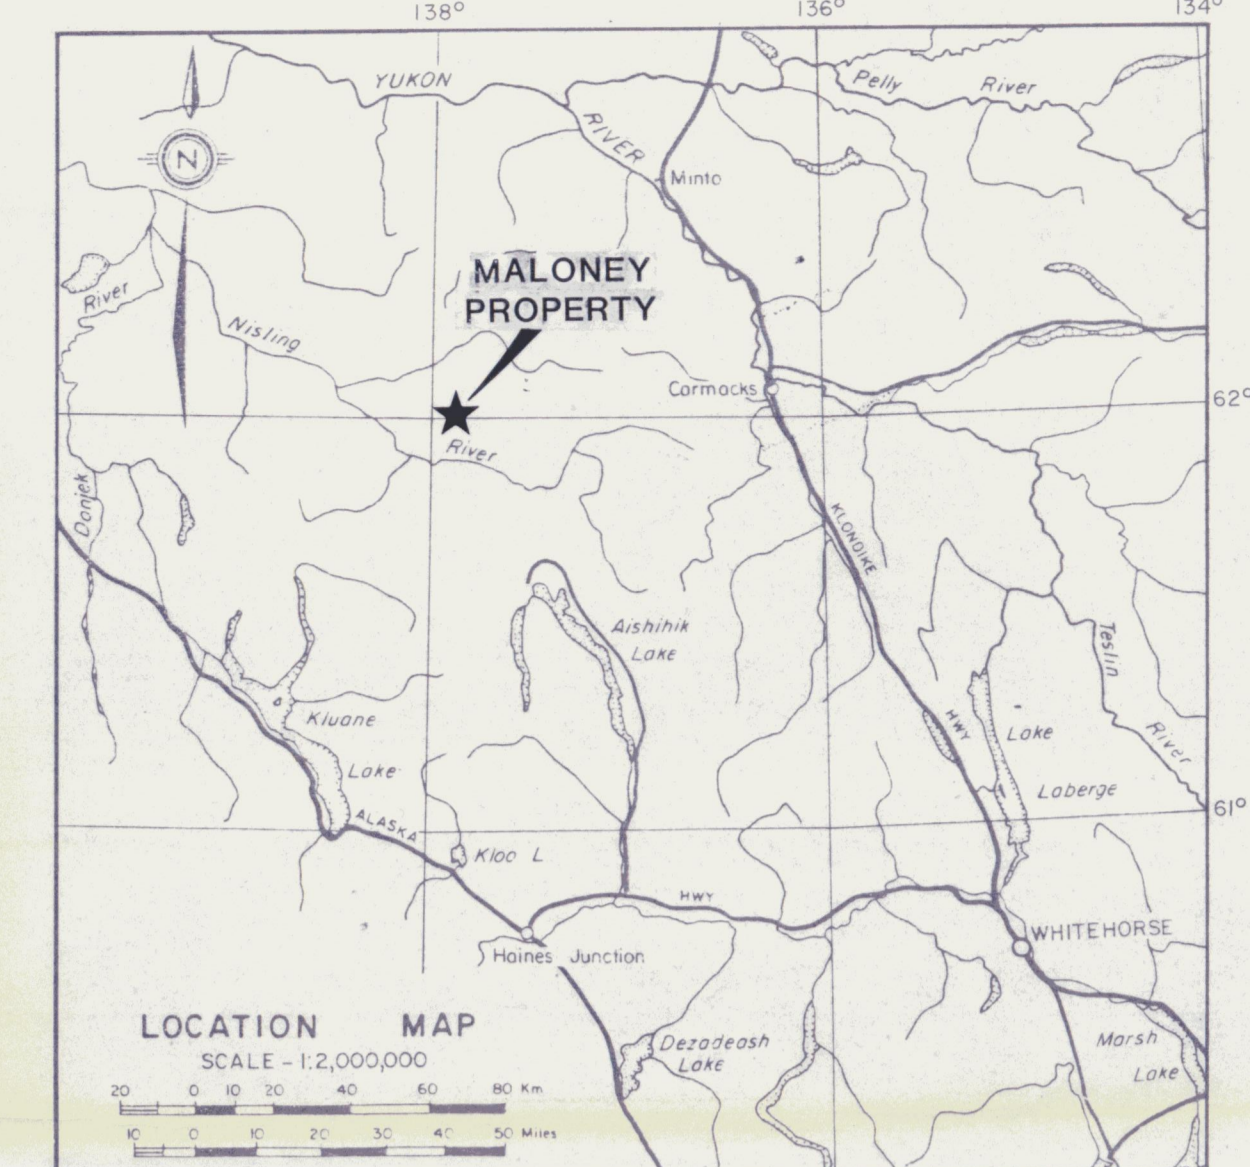 138° 136° 134°
YUKON
Pelly River
RIVER
N
Minto
MALONEY
PROPERTY
River
Nisling
Carmacks
62°
River
Donjek
KLONDIKE
Aishihik
Lake
Teslin
Kluane
HWY
Lake
River
Lake
Laberge
61°
ALASKA
Kloo L
HWY
WHITEHORSE
Haines Junction
LOCATION MAP
SCALE - 1:2,000,000
Dezadeash
Lake
Marsh
Lake
20 0 10 20 40 60 80 Km
10 0 10 20 30 40 50 Miles